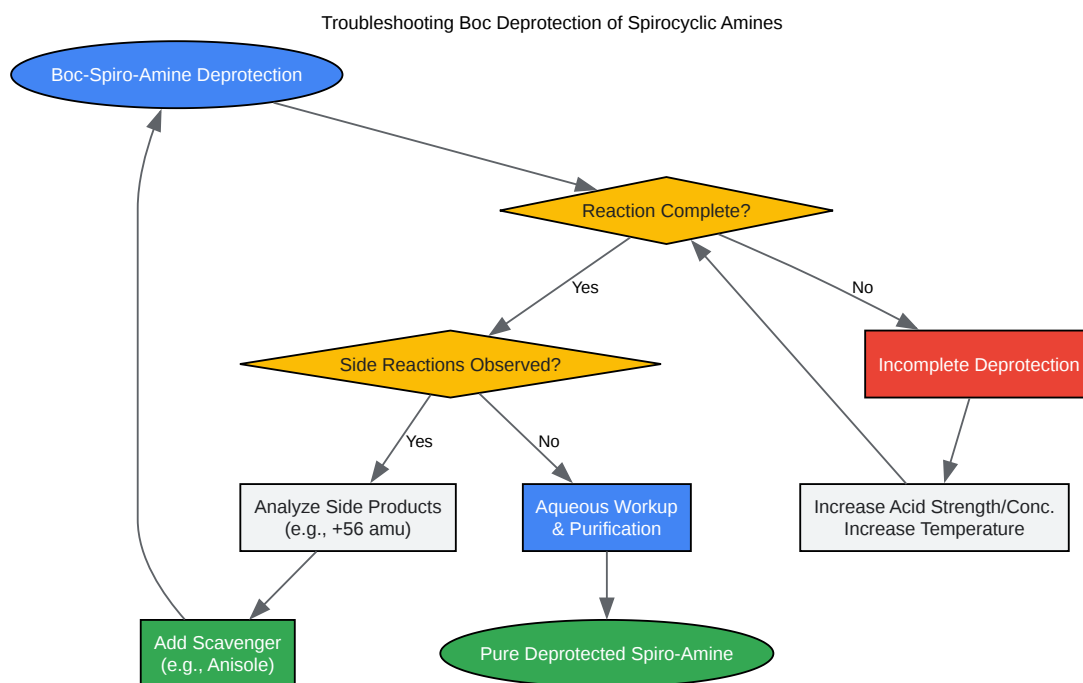 Troubleshooting Boc Deprotection of Spirocyclic Amines
Boc-Spiro-Amine Deprotection
Reaction Complete?
Yes
No
Side Reactions Observed?
Incomplete Deprotection
Yes
No
Analyze Side Products
(e.g., +56 amu)
Aqueous Workup
& Purification
Increase Acid Strength/Conc.
Increase Temperature
Add Scavenger
(e.g., Anisole)
Pure Deprotected Spiro-Amine